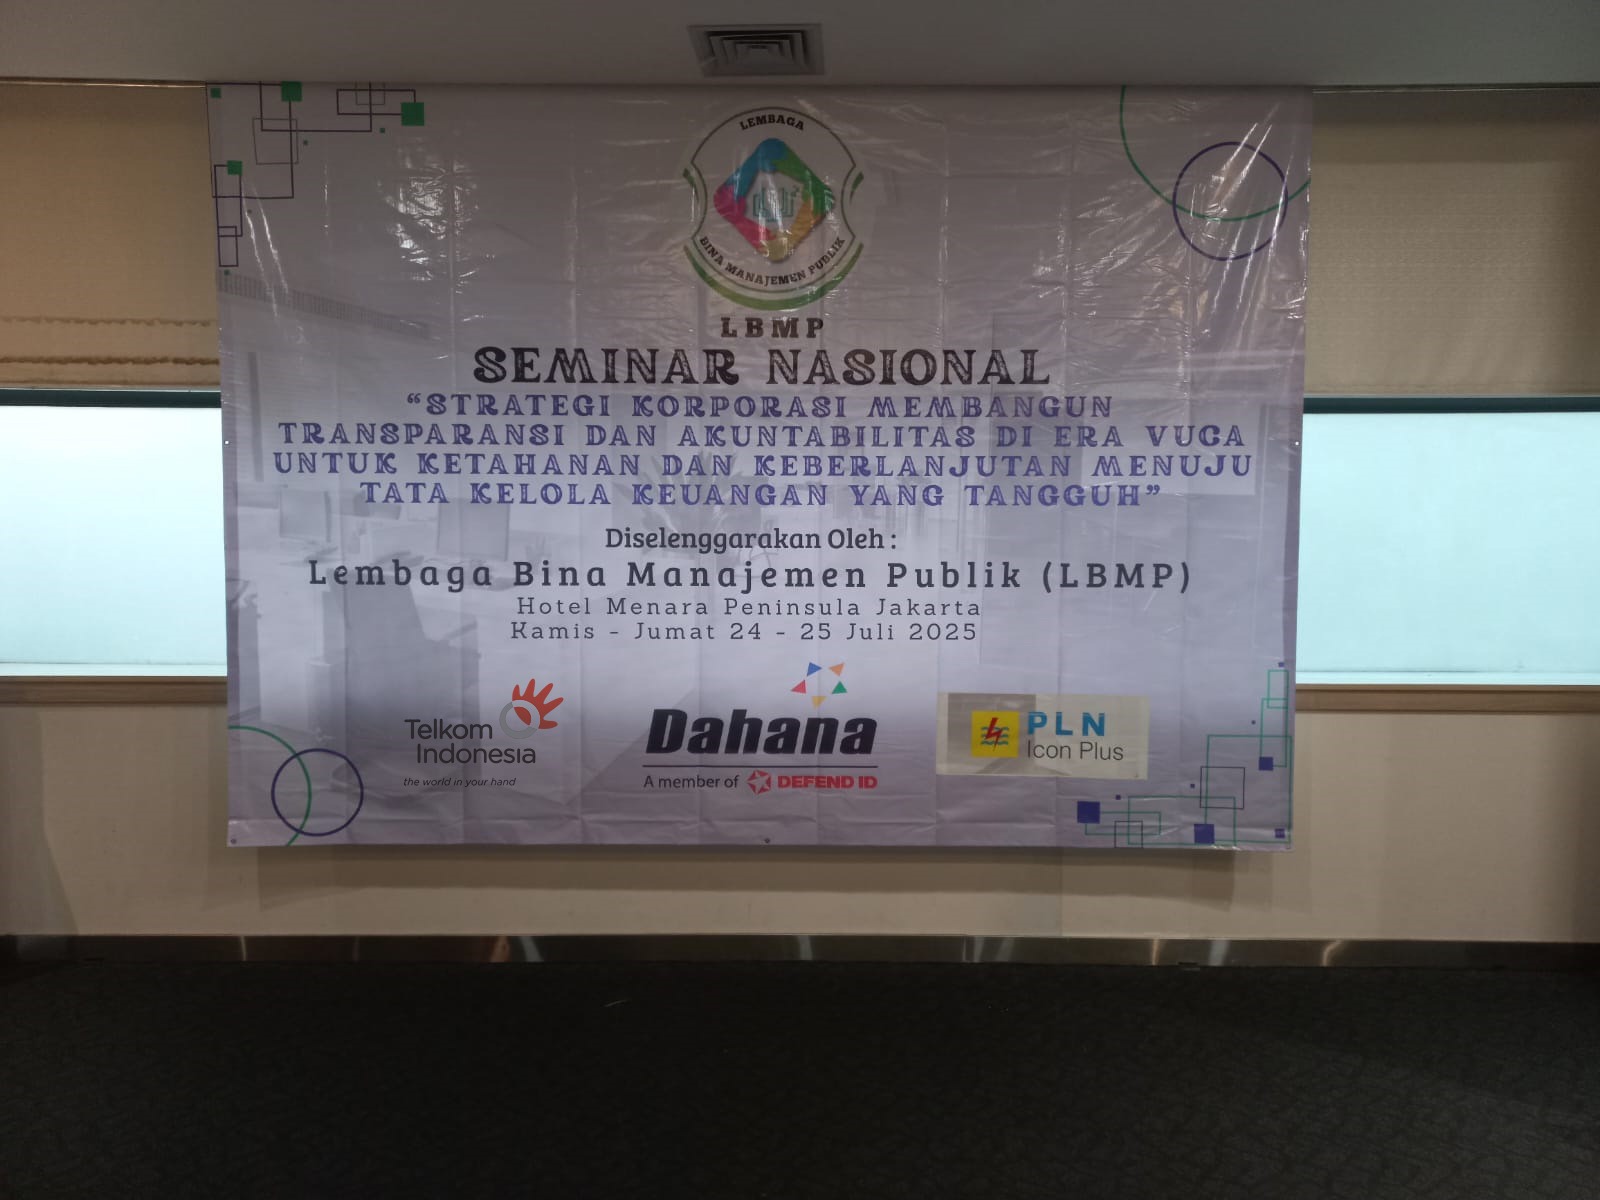 LEMBAGA
BINA MANAJEMEN PUBLIK
LBMP
SEMINAR NASIONAL
“STRATEGI KORPORASI MEMBANGUN
TRANSPARANSI DAN AKUNTABILITAS DI ERA VUCA
UNTUK KETAHANAN DAN KEBERLANJUTAN MENUJU
TATA KELOLA KEUANGAN YANG TANGGUH”
Diselenggarakan Oleh :
Lembaga Bina Manajemen Publik (LBMP)
Hotel Menara Peninsula Jakarta
Kamis - Jumat 24 - 25 Juli 2025
Telkom
Indonesia
the world in your hand
Dahana
A member of DEFEND ID
PLN
Icon Plus